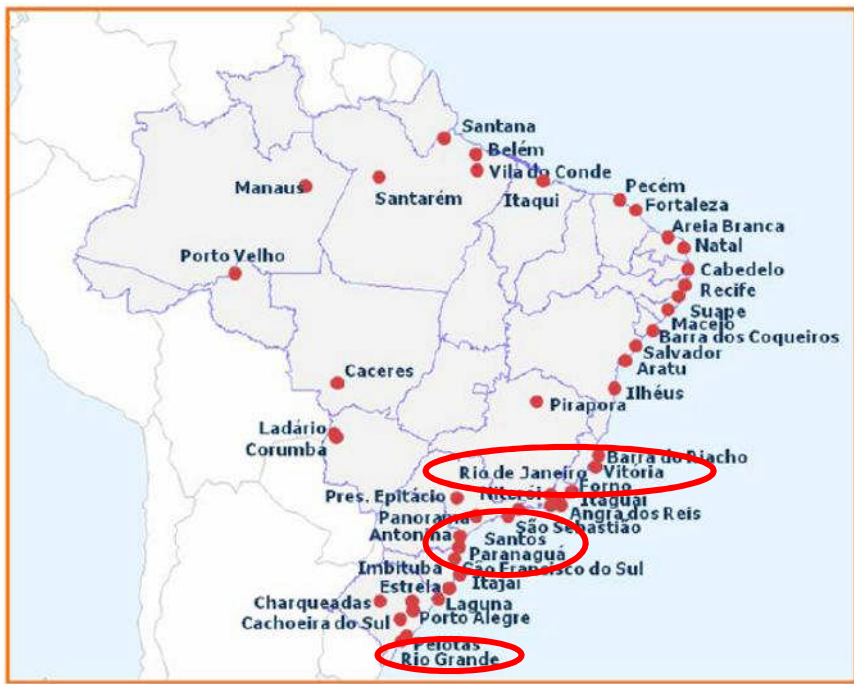 Santana
Belém
Vila do Conde
Manaus
Santarém
Itaqui
Pecém
Fortaleza
Areia Branca
Natal
Porto Velho
Cabedelo
Recife
Suape
Maceió
Barra dos Coqueiros
Salvador
Aratu
Caceres
Ilhéus
Pirapora
Ladário
Corumba
Barra do Riacho
Rio de Janeiro
Vitória
Forno
Niterói
Pres. Epitácio
Itaguaí
Angra dos Reis
Panorama
São Sebastião
Antonina
Santos
Paranaguá
Imbituba
São Francisco do Sul
Itajaí
Estrela
Charqueadas
Laguna
Cachoeira do Sul
Porto Alegre
Pelotas
Rio Grande